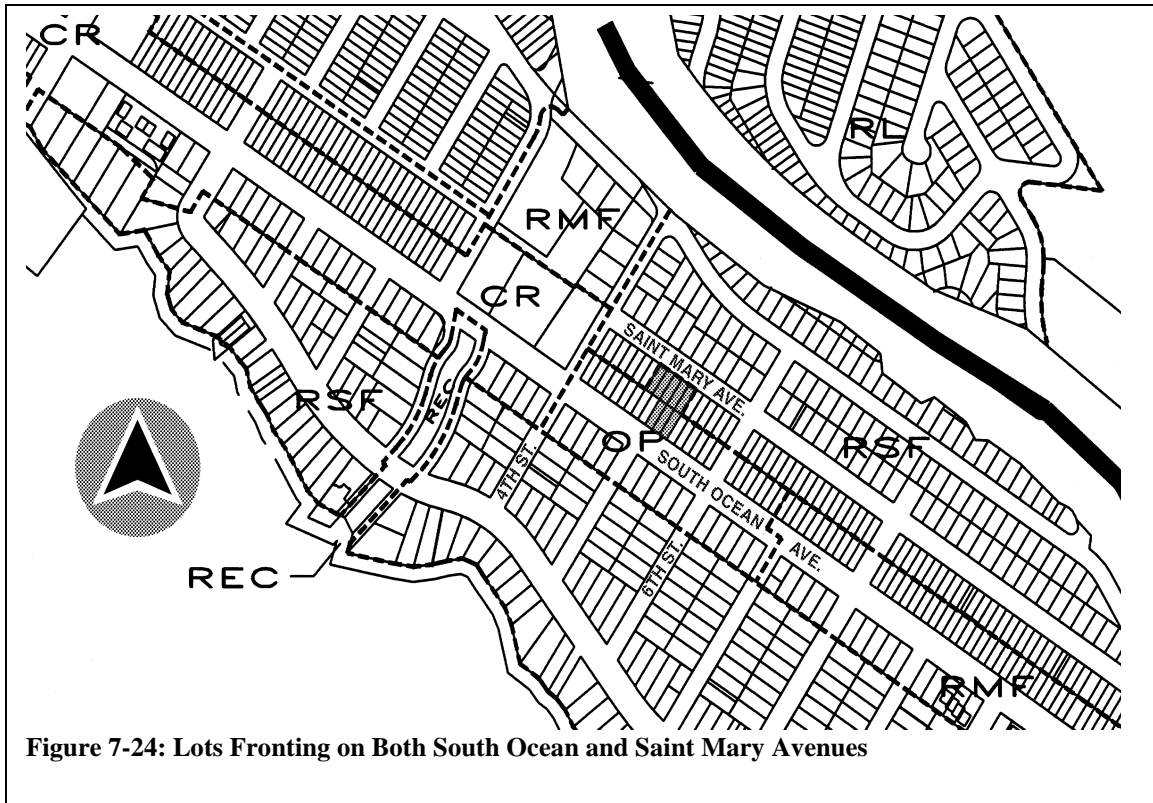 CR
RL
RMF
CR
SAINT MARY AVE.
RSF
REC
OP
RSF
SOUTH OCEAN AVE.
4TH ST.
6TH ST.
REC
RMF
Figure 7-24: Lots Fronting on Both South Ocean and Saint Mary Avenues